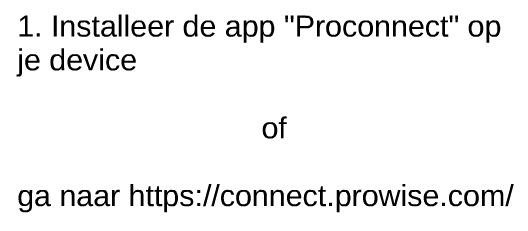 1. Installeer de app "Proconnect" op
je device
of
ga naar https://connect.prowise.com/